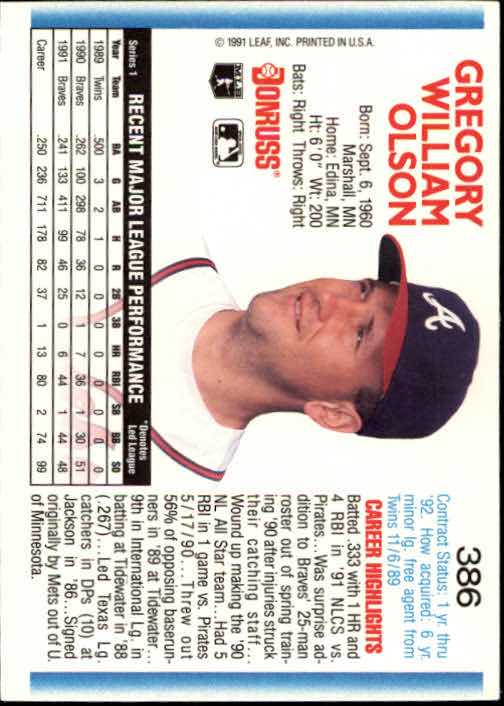 386
GREGORY
WILLIAM
OLSON
Born: Sept. 6, 1960
Marshall, MN
Home: Edina, MN
Ht: 6' 0" Wt: 200
Bats: Right Throws: Right
DONRUSS®
© 1991 LEAF, INC. PRINTED IN U.S.A.
A
Contract Status: 1 yr. thru
'92. How acquired: 6 yr.
minor lg. free agent from
Twins 11/6/89
CAREER HIGHLIGHTS
Batted .333 with 1 HR and
4 RBI in '91 NLCS vs.
Pirates...Was surprise ad-
dition to Braves' 25-man
roster out of spring train-
ing '90 after injuries struck
their catching staff...
Wound up making the '90
NL All Star team...Had 5
RBI in 1 game vs. Pirates
5/17/90...Threw out
56% of opposing baserun-
ners in '89 at Tidewater...
9th in International Lg. in
batting at Tidewater in '88
(.267)...Led Texas Lg.
catchers in DPs (10) at
Jackson in '86...Signed
originally by Mets out of U.
of Minnesota.
Series 1 RECENT MAJOR LEAGUE PERFORMANCE *Denotes
Led League
Year Team BA G AB H R 2B 3B HR RBI SB BB SO
1989 Twins .500 3 2 1 0 0 0 0 0 0 0 0
1990 Braves .262 100 298 78 36 12 1 7 36 1 30 51
1991 Braves .241 133 411 99 46 25 0 6 44 1 44 48
Career .250 236 711 178 82 37 1 13 80 2 74 99